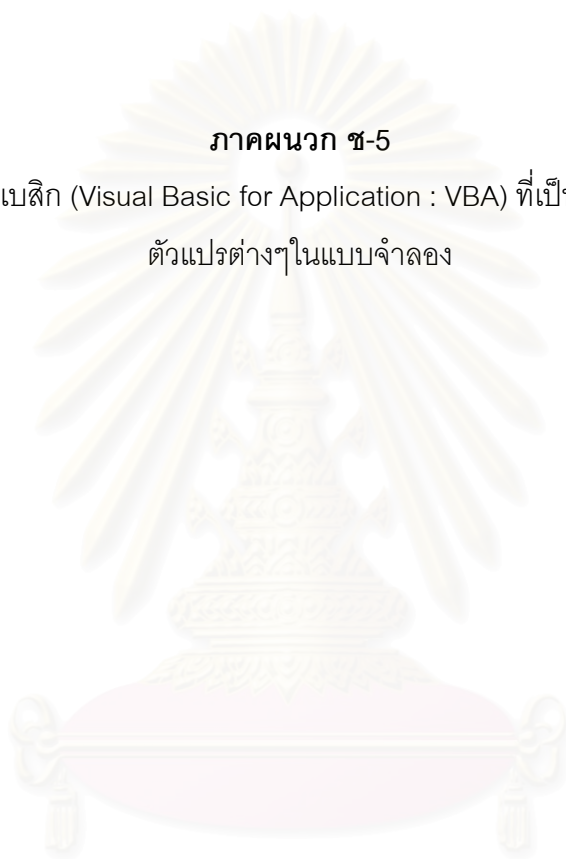 ภาคผนวก ช-5
เบสิก (Visual Basic for Application : VBA) ที่เป็
ตัวแปรต่างๆในแบบจำลอง